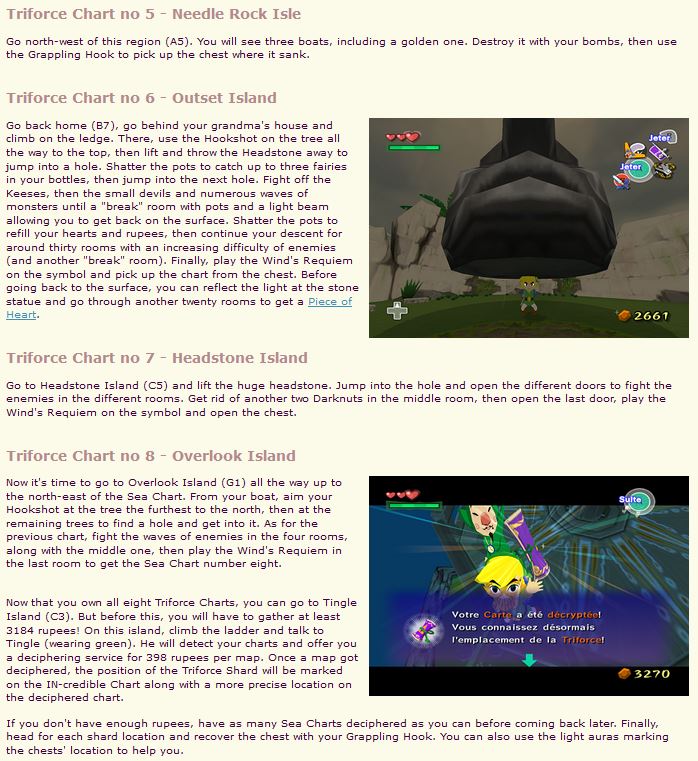 Triforce Chart no 5 - Needle Rock Isle
Go north-west of this region (A5). You will see three boats, including a golden one. Destroy it with your bombs, then use
the Grappling Hook to pick up the chest where it sank.
Triforce Chart no 6 - Outset Island
Go back home (B7), go behind your grandma's house and
climb on the ledge. There, use the Hookshot on the tree all
the way to the top, then lift and throw the Headstone away to
jump into a hole. Shatter the pots to catch up to three fairies
in your bottles, then jump into the next hole. Fight off the
Keeses, then the small devils and numerous waves of
monsters until a "break" room with pots and a light beam
allowing you to get back on the surface. Shatter the pots to
refill your hearts and rupees, then continue your descent for
around thirty rooms with an increasing difficulty of enemies
(and another "break" room). Finally, play the Wind's Requiem
on the symbol and pick up the chart from the chest. Before
going back to the surface, you can reflect the light at the stone
statue and go through another twenty rooms to get a Piece of
Heart.
Jeter
Jeter
2661
Triforce Chart no 7 - Headstone Island
Go to Headstone Island (C5) and lift the huge headstone. Jump into the hole and open the different doors to fight the
enemies in the different rooms. Get rid of another two Darknuts in the middle room, then open the last door, play the
Wind's Requiem on the symbol and open the chest.
Triforce Chart no 8 - Overlook Island
Now it's time to go to Overlook Island (G1) all the way up to
the north-east of the Sea Chart. From your boat, aim your
Hookshot at the tree the furthest to the north, then at the
remaining trees to find a hole and get into it. As for the
previous chart, fight the waves of enemies in the four rooms,
along with the middle one, then play the Wind's Requiem in
the last room to get the Sea Chart number eight.
Now that you own all eight Triforce Charts, you can go to Tingle
Island (C3). But before this, you will have to gather at least
3184 rupees! On this island, climb the ladder and talk to
Tingle (wearing green). He will detect your charts and offer you
a deciphering service for 398 rupees per map. Once a map got
deciphered, the position of the Triforce Shard will be marked
on the IN-credible Chart along with a more precise location on
the deciphered chart.
Suite
Votre Carte a été décryptée!
Vous connaissez désormais
l'emplacement de la Triforce!
3270
If you don't have enough rupees, have as many Sea Charts deciphered as you can before coming back later. Finally,
head for each shard location and recover the chest with your Grappling Hook. You can also use the light auras marking
the chests' location to help you.